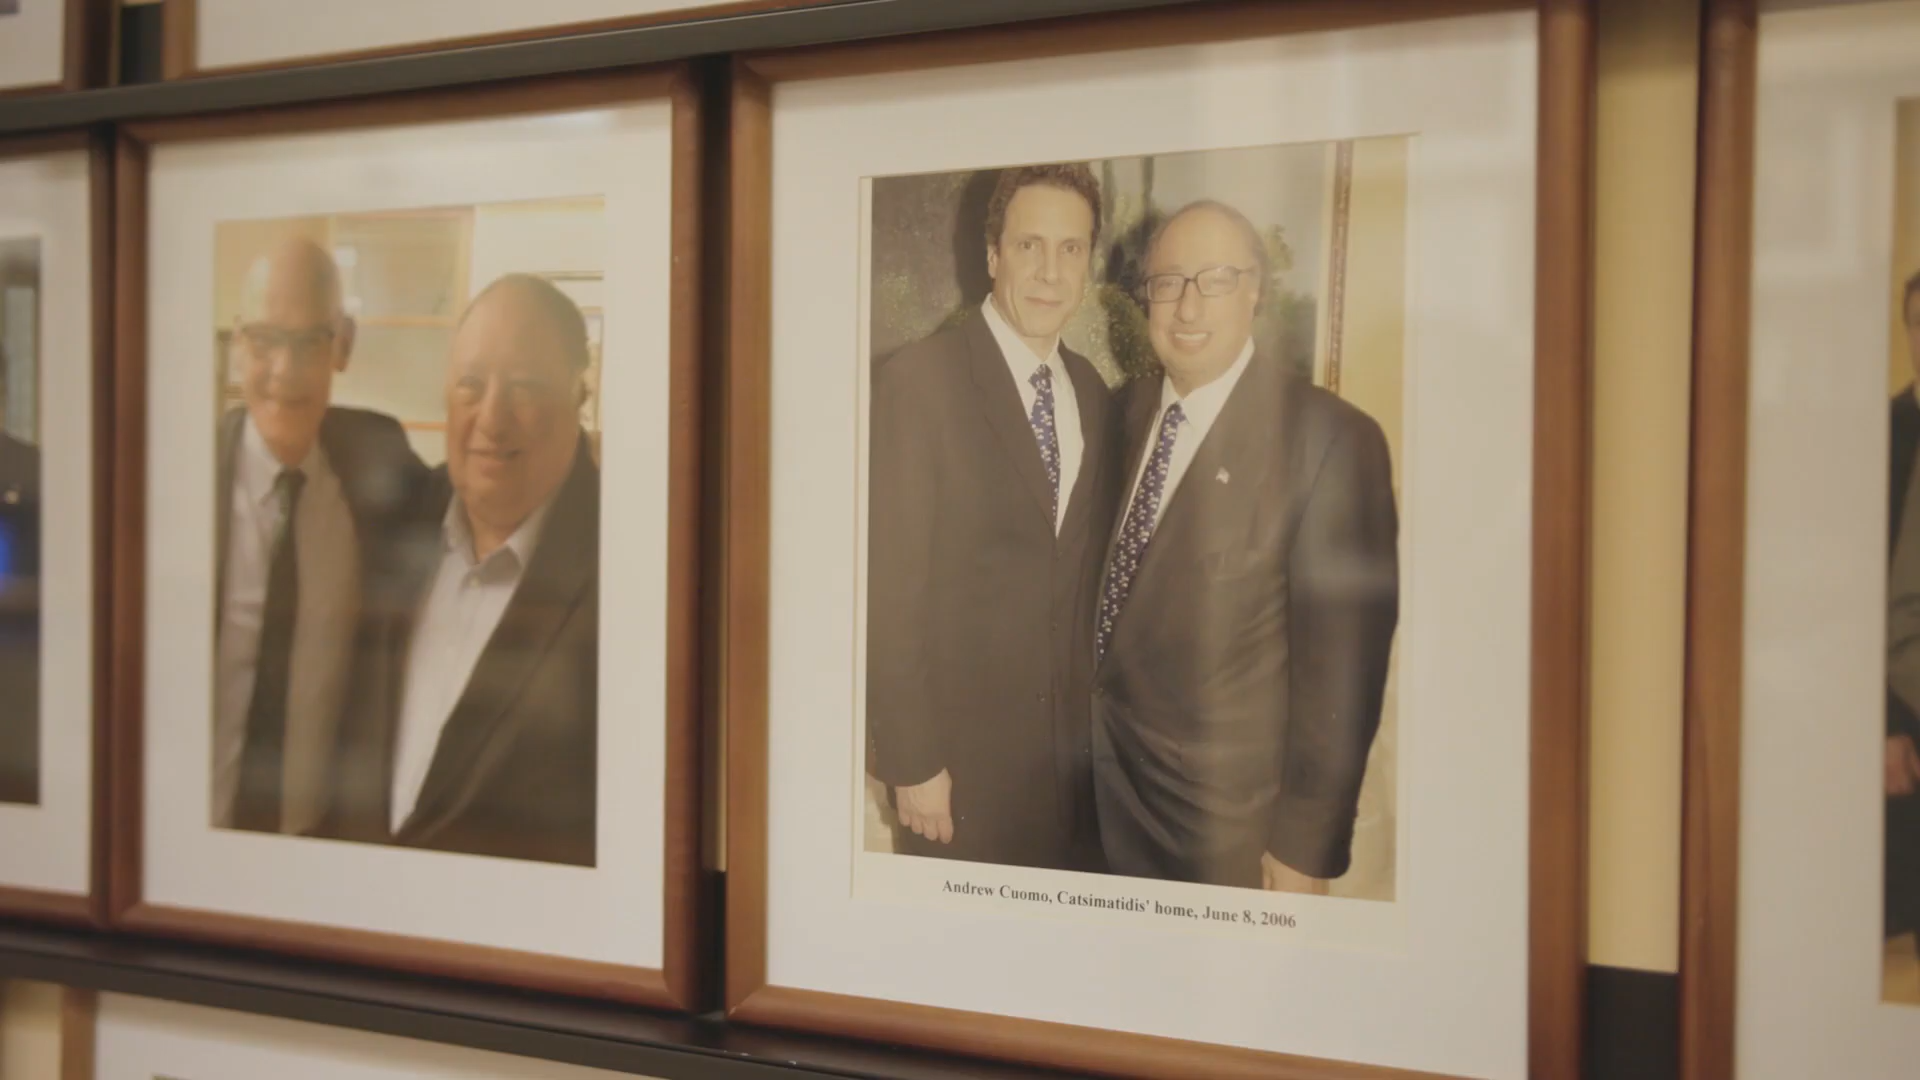 Andrew Cuomo, Catsimatidis' home, June 8, 2006